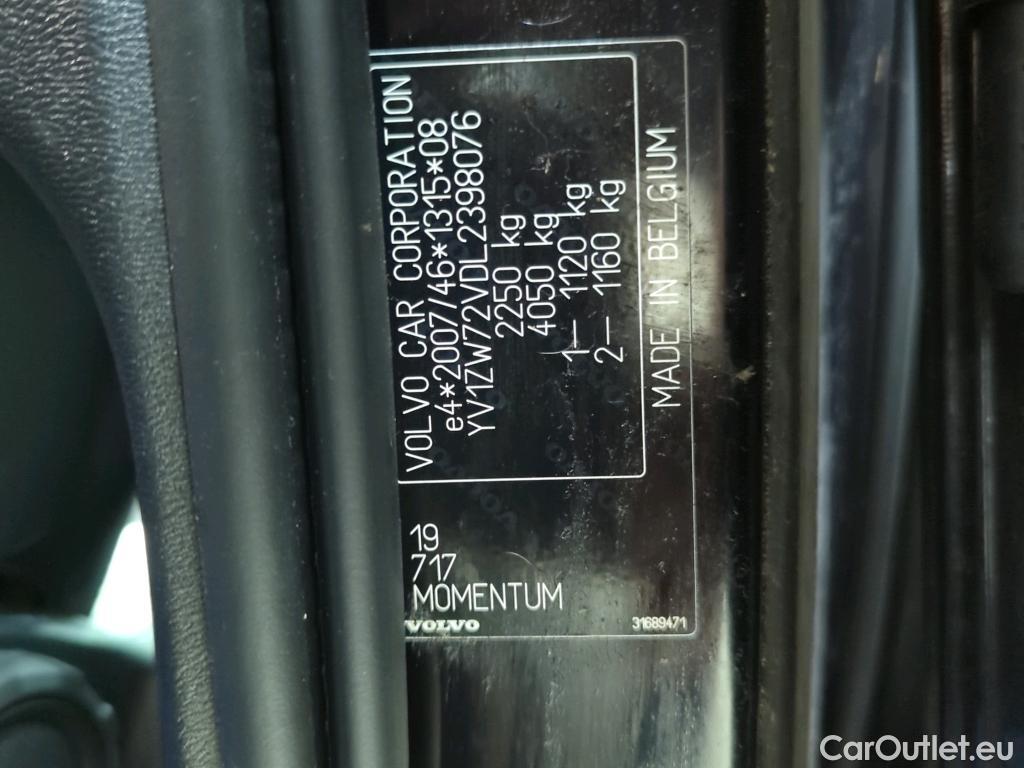 VOLVO CAR CORPORATION
e4*2007/46*1315*08
YV1ZW72VDL2398076
2250 kg
4050 kg
1– 1120 kg
2– 1160 kg
MADE IN BELGIUM
19
717
MOMENTUM
VOLVO
31689471
CarOutlet.eu